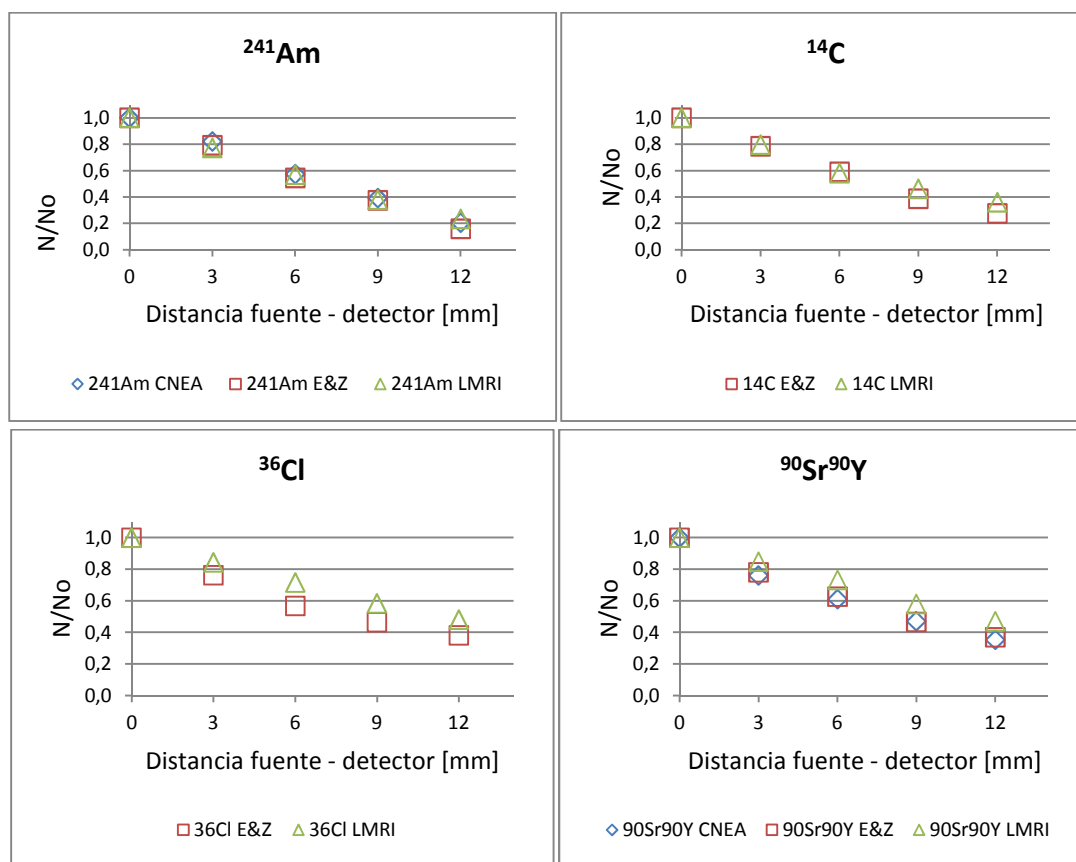 ²⁴¹Am
1,0
0,8
0,6
0,4
0,2
0,0
N/No
0 3 6 9 12
Distancia fuente - detector [mm]
241Am CNEA 241Am E&Z 241Am LMRI
¹⁴C
1,0
0,8
0,6
0,4
0,2
0,0
N/No
0 3 6 9 12
Distancia fuente - detector [mm]
14C E&Z 14C LMRI
³⁶Cl
1,0
0,8
0,6
0,4
0,2
0,0
N/No
0 3 6 9 12
Distancia fuente - detector [mm]
36Cl E&Z 36Cl LMRI
⁹⁰Sr⁹⁰Y
1,0
0,8
0,6
0,4
0,2
0,0
N/No
0 3 6 9 12
Distancia fuente - detector [mm]
90Sr90Y CNEA 90Sr90Y E&Z 90Sr90Y LMRI